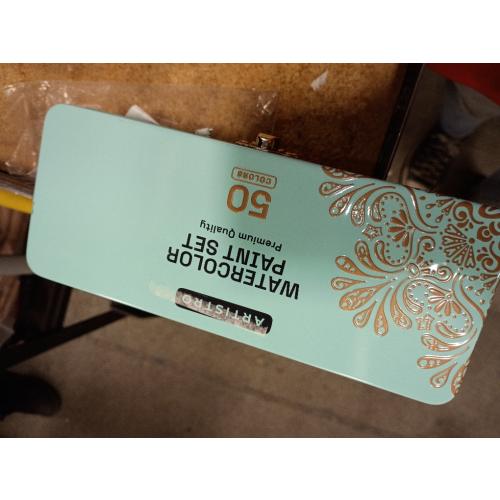 ARTISTRO
WATERCOLOR
PAINT SET
Premium Quality
50
COLORS